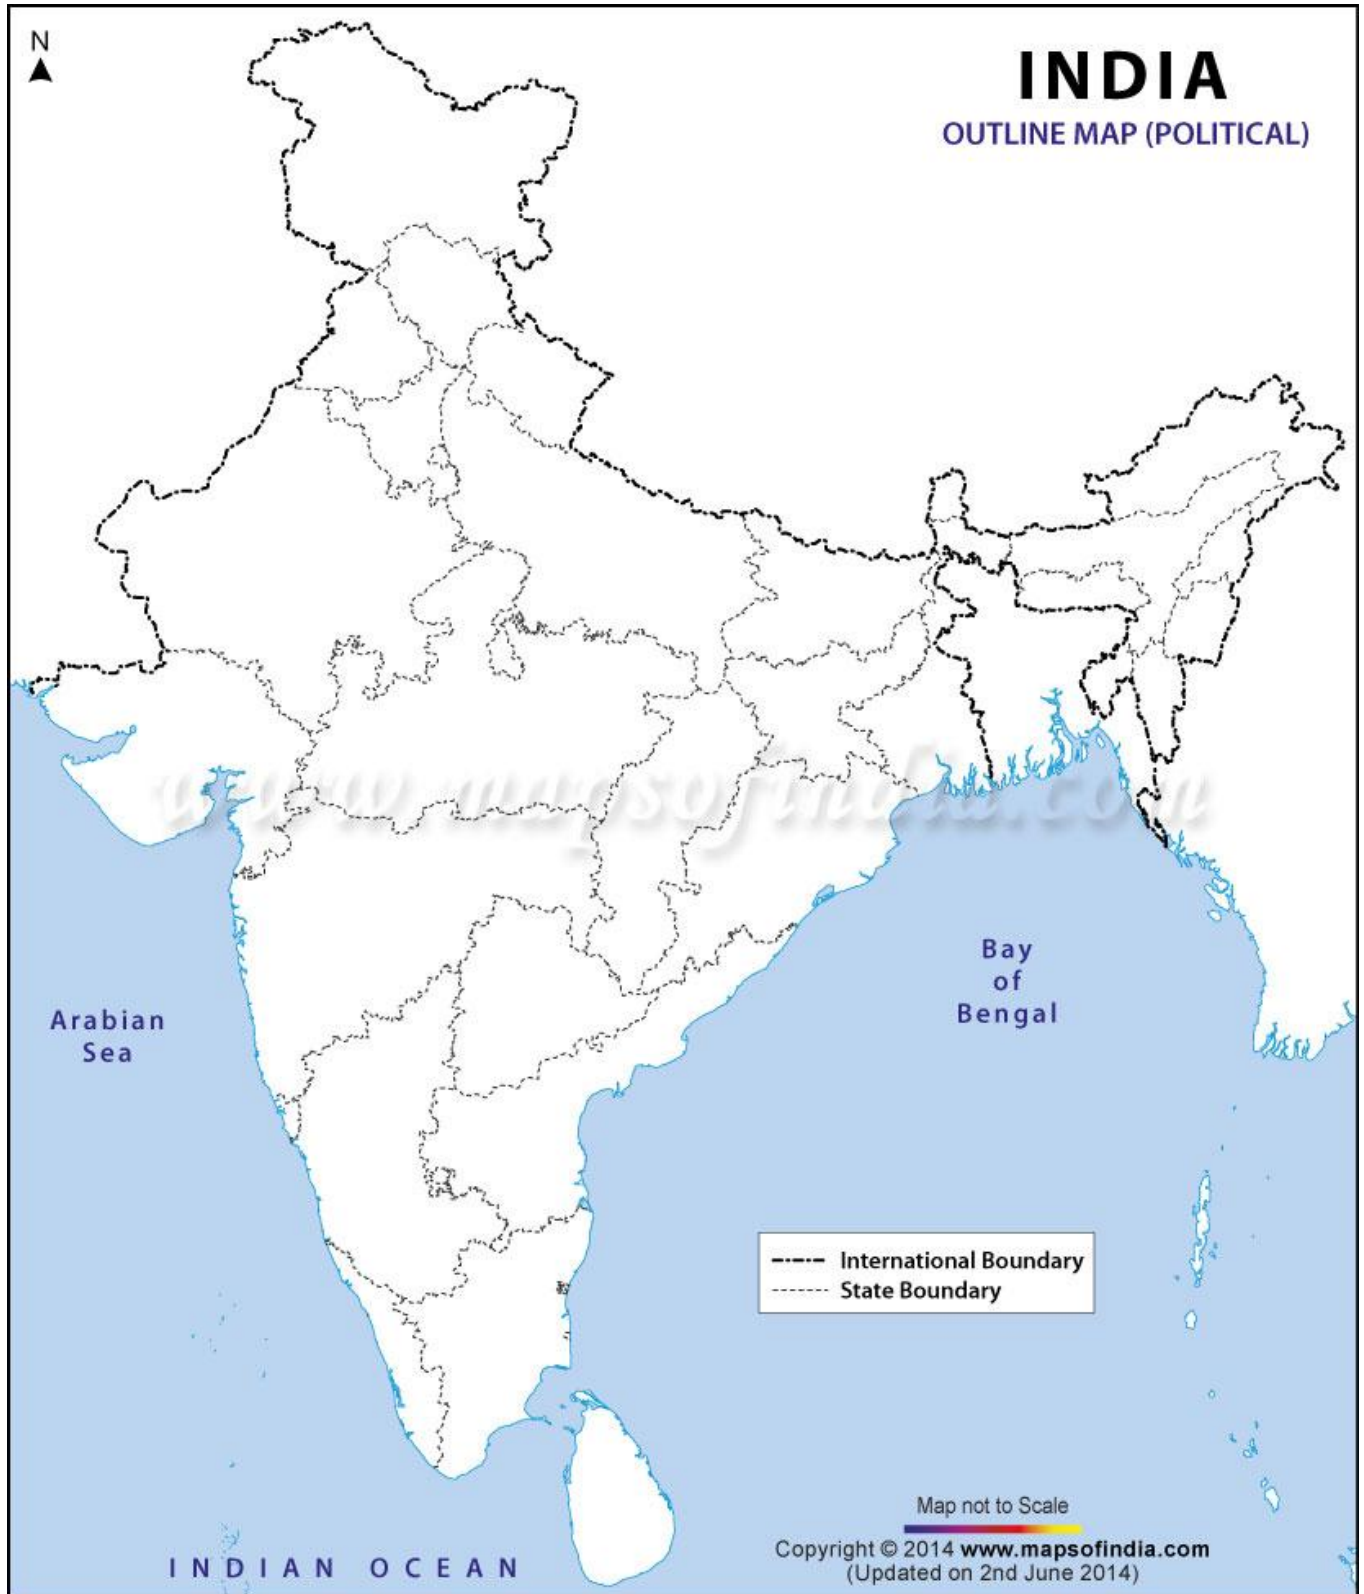 N
INDIA
OUTLINE MAP (POLITICAL)
www.mapsofindia.com
Bay
of
Bengal
Arabian
Sea
International Boundary
State Boundary
Map not to Scale
Copyright © 2014 www.mapsofindia.com
(Updated on 2nd June 2014)
INDIAN OCEAN